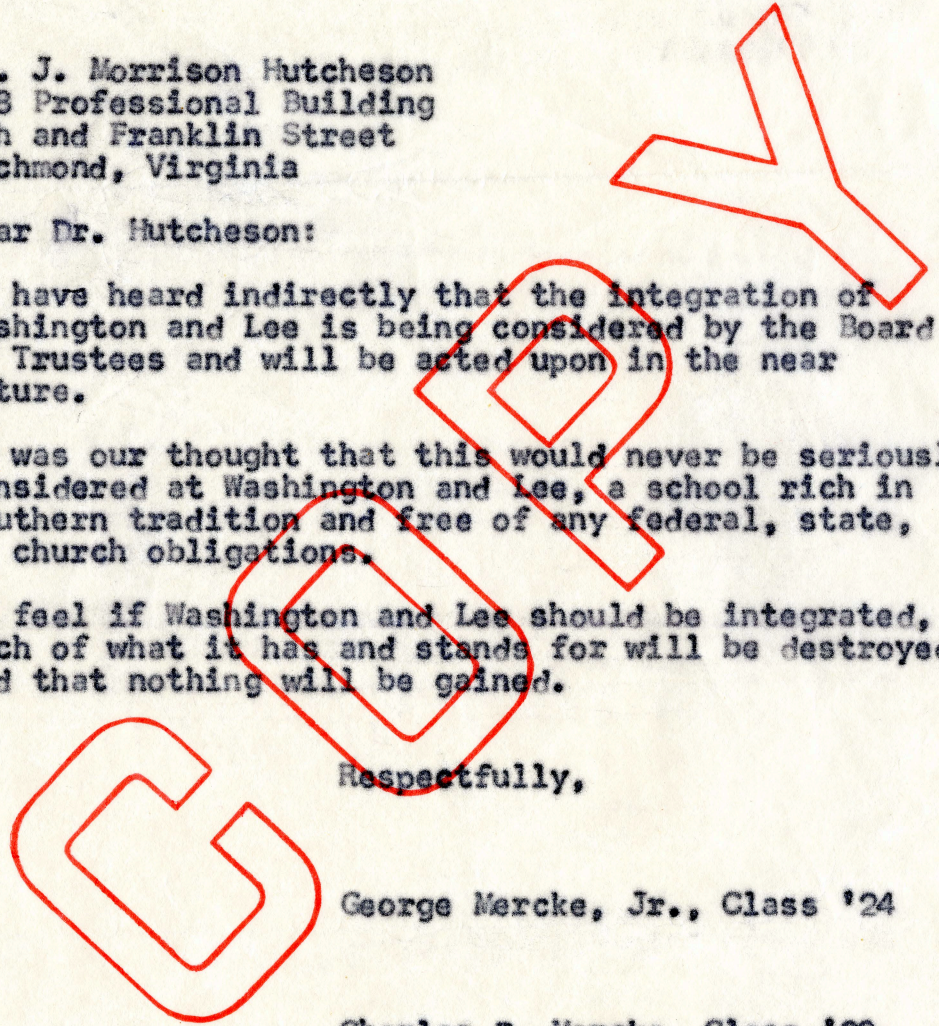 . J. Morrison Hutcheson
8 Professional Building
h and Franklin Street
chmond, Virginia
ar Dr. Hutcheson:
have heard indirectly that the integration of
shington and Lee is being considered by the Board
Trustees and will be acted upon in the near
ture.
was our thought that this would never be seriousl
nsidered at Washington and Lee, a school rich in
uthern tradition and free of any federal, state,
church obligations.
feel if Washington and Lee should be integrated,
ch of what it has and stands for will be destroyed
d that nothing will be gained.
Respectfully,
George Mercke, Jr., Class '24
COPY